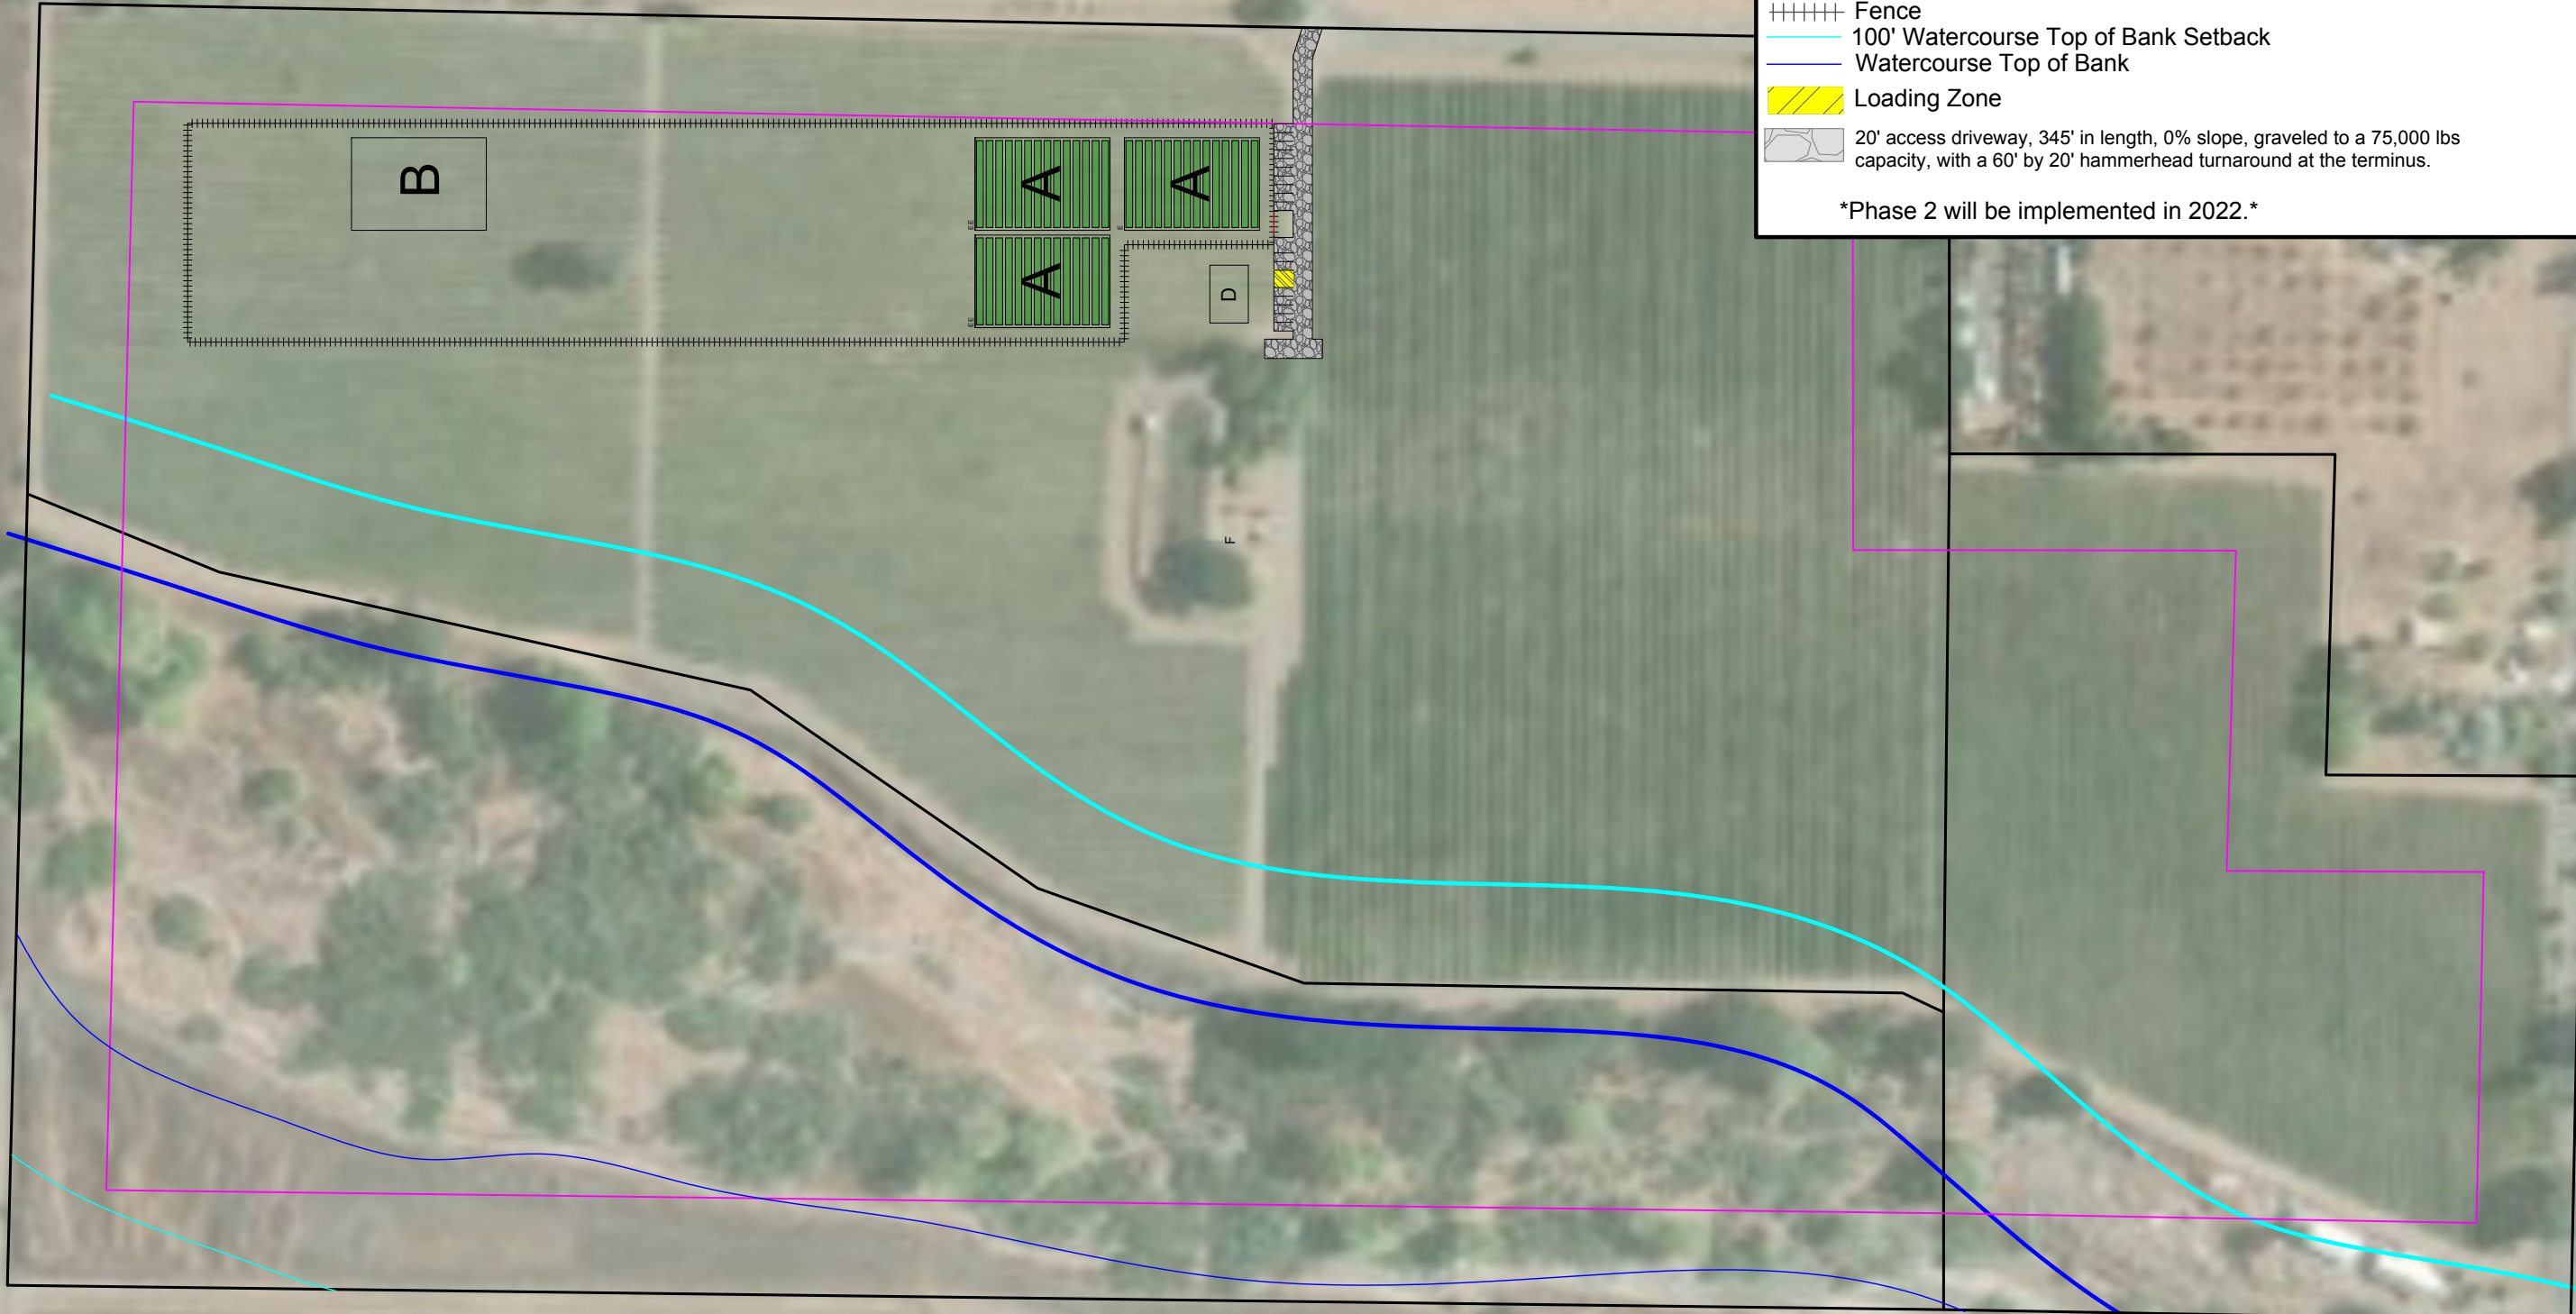 Fence
100' Watercourse Top of Bank Setback
Watercourse Top of Bank
Loading Zone
20' access driveway, 345' in length, 0% slope, graveled to a 75,000 lbs
capacity, with a 60' by 20' hammerhead turnaround at the terminus.
*Phase 2 will be implemented in 2022.*
B
A
A
EE
E
A
D
EE
F